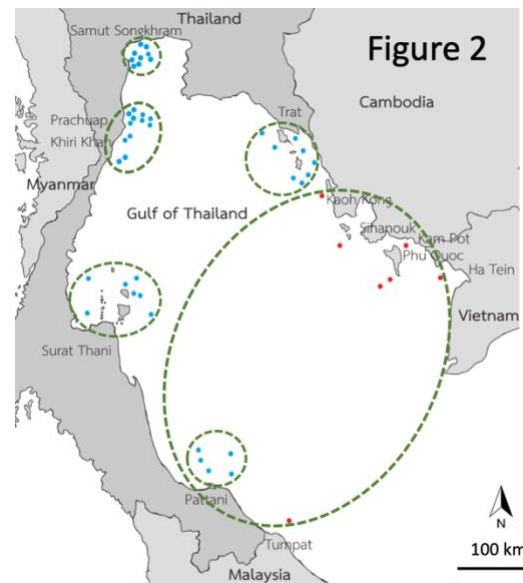 Thailand
Samut Songkhram
Figure 2
Cambodia
Prachuap
Khiri Khan
Trat
Myanmar
Gulf of Thailand
Kaoh Kong
Sihanouk
Kam Pot
Phu Quoc
Ha Tein
Vietnam
Surat Thani
Pattani
N
Tumpat
100 km
Malaysia